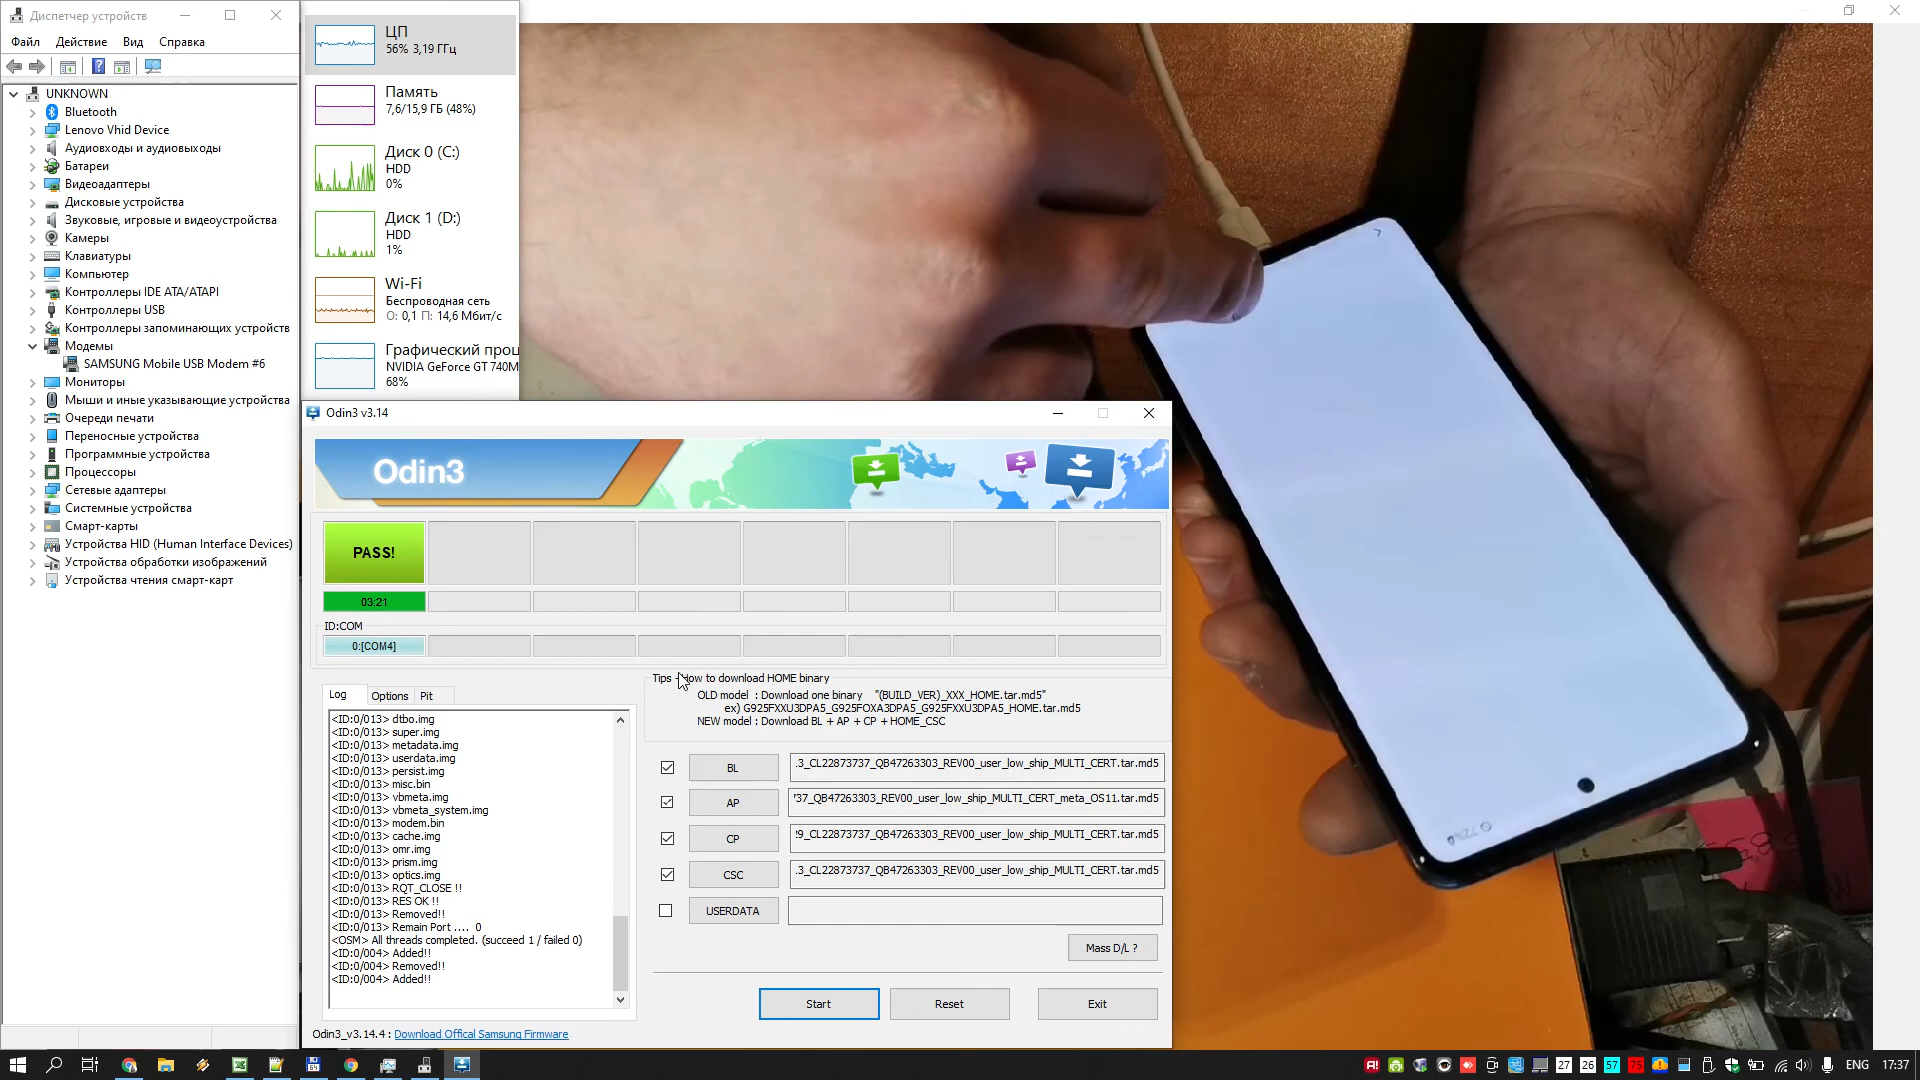 Диспетчер устройств
Файл Действие Вид Справка
UNKNOWN
Bluetooth
Lenovo Vhid Device
Аудиовходы и аудиовыходы
Батареи
Видеоадаптеры
Дисковые устройства
Звуковые, игровые и видеоустройства
Камеры
Клавиатуры
Компьютер
Контроллеры IDE ATA/ATAPI
Контроллеры USB
Контроллеры запоминающих устройств
Модемы
SAMSUNG Mobile USB Modem #6
Мониторы
Мыши и иные указывающие устройства
Очереди печати
Переносные устройства
Программные устройства
Процессоры
Сетевые адаптеры
Системные устройства
Смарт-карты
Устройства HID (Human Interface Devices)
Устройства обработки изображений
Устройства чтения смарт-карт
ЦП
56% 3,19 ГГц
Память
7,6/15,9 ГБ (48%)
Диск 0 (C:)
HDD
0%
Диск 1 (D:)
HDD
1%
Wi-Fi
Беспроводная сеть
О: 0,1 П: 14,6 Мбит/с
Графический проц
NVIDIA GeForce GT 740M
68%
Odin3 v3.14
Odin3
PASS!
03:21
ID:COM
0:[COM4]
Log Options Pit
<ID:0/013> dtbo.img
<ID:0/013> super.img
<ID:0/013> metadata.img
<ID:0/013> userdata.img
<ID:0/013> persist.img
<ID:0/013> misc.bin
<ID:0/013> vbmeta.img
<ID:0/013> vbmeta_system.img
<ID:0/013> modem.bin
<ID:0/013> cache.img
<ID:0/013> omr.img
<ID:0/013> prism.img
<ID:0/013> optics.img
<ID:0/013> RQT_CLOSE !!
<ID:0/013> RES OK !!
<ID:0/013> Removed!!
<ID:0/013> Remain Port .... 0
<OSM> All threads completed. (succeed 1 / failed 0)
<ID:0/004> Added!!
<ID:0/004> Removed!!
<ID:0/004> Added!!
Tips - How to download HOME binary
OLD model : Download one binary "(BUILD_VER)_XXX_HOME.tar.md5"
ex) G925FXXU3DPA5_G925FOXA3DPA5_G925FXXU3DPA5_HOME.tar.md5
NEW model : Download BL + AP + CP + HOME_CSC
BL .3_CL22873737_QB47263303_REV00_user_low_ship_MULTI_CERT.tar.md5
AP '37_QB47263303_REV00_user_low_ship_MULTI_CERT_meta_OS11.tar.md5
CP !9_CL22873737_QB47263303_REV00_user_low_ship_MULTI_CERT.tar.md5
CSC .3_CL22873737_QB47263303_REV00_user_low_ship_MULTI_CERT.tar.md5
USERDATA
Mass D/L ?
Start Reset Exit
Odin3_v3.14.4 : Download Offical Samsung Firmware
64
A! 27 26 57 75 ENG 17:37